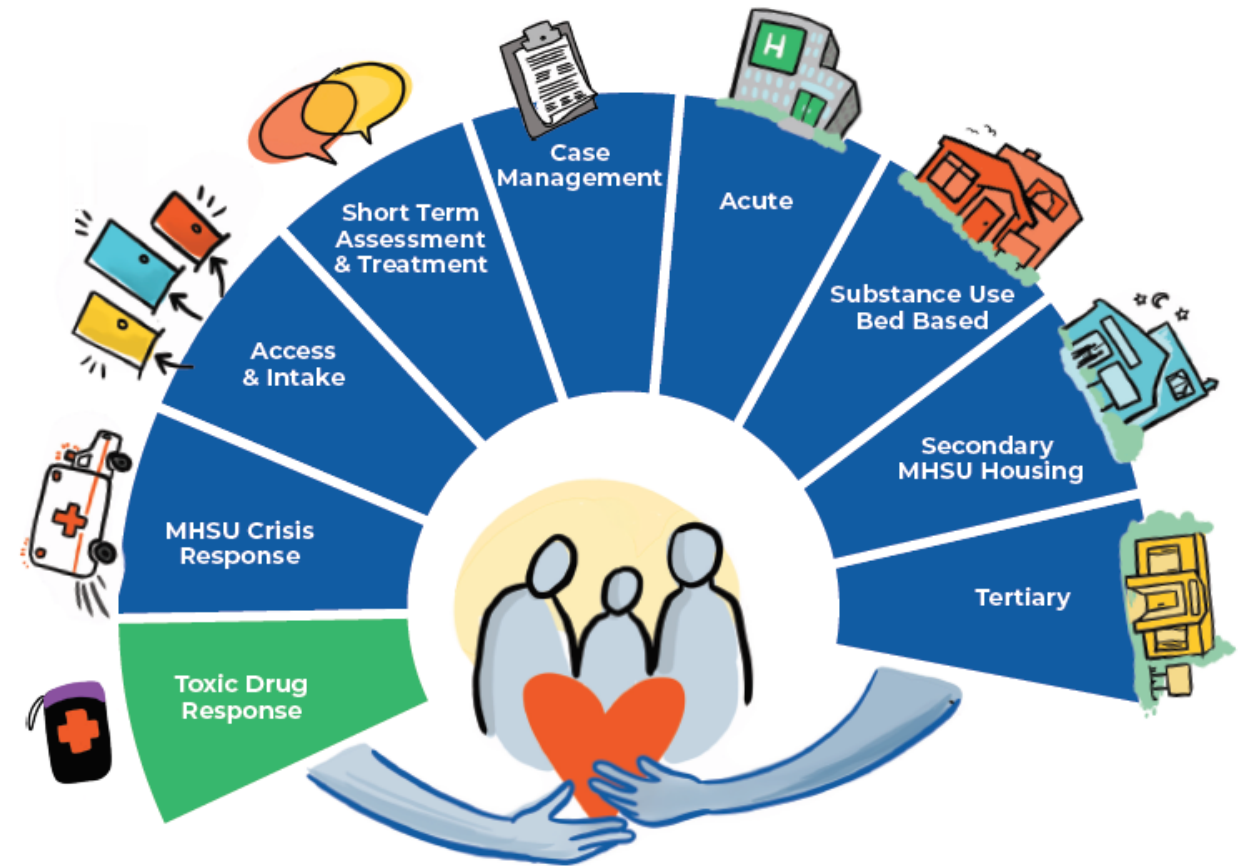 Toxic Drug
Response
MHSU Crisis
Response
Access
& Intake
Short Term
Assessment
& Treatment
Case
Management
H
Acute
Substance Use
Bed Based
Secondary
MHSU Housing
Tertiary